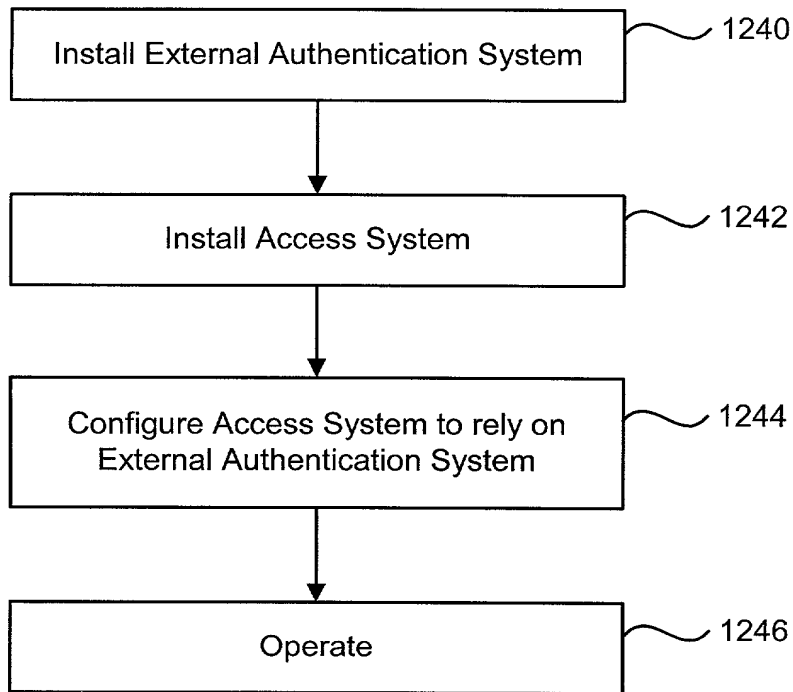 Install External Authentication System
1240
Install Access System
1242
Configure Access System to rely on
External Authentication System
1244
Operate
1246